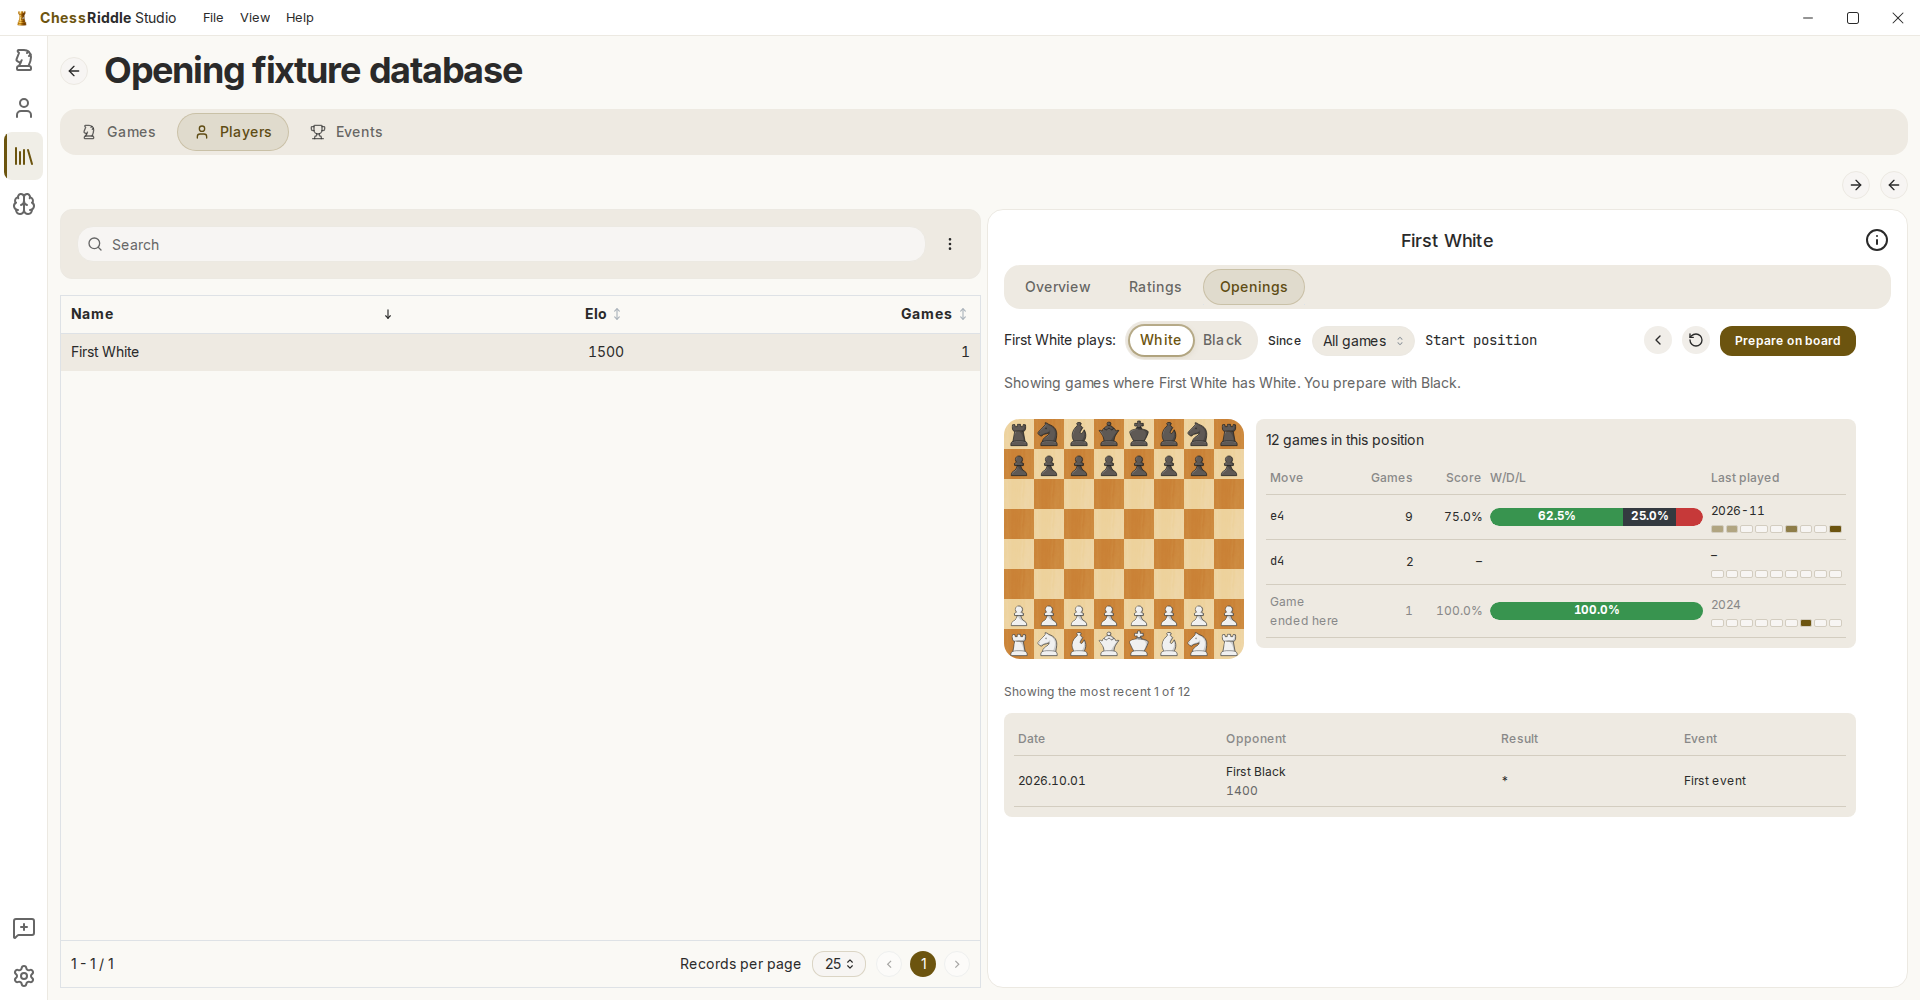 ChessRiddle Studio File View Help
Opening fixture database
Games Players Events
Search
First White
Overview Ratings Openings
Name Elo Games
First White 1500 1
First White plays: White Black Since All games Start position Prepare on board
Showing games where First White has White. You prepare with Black.
12 games in this position
Move Games Score W/D/L Last played
e4 9 75.0% 62.5% 25.0% 2026-11
d4 2 – –
Game ended here 1 100.0% 100.0% 2024
Showing the most recent 1 of 12
Date Opponent Result Event
2026.10.01 First Black 1400 * First event
1 - 1 / 1 Records per page 25 1